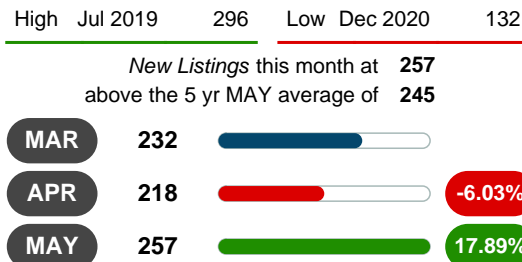 High Jul 2019 296 Low Dec 2020 132
New Listings this month at 257
above the 5 yr MAY average of 245
MAR 232
APR 218 -6.03%
MAY 257 17.89%